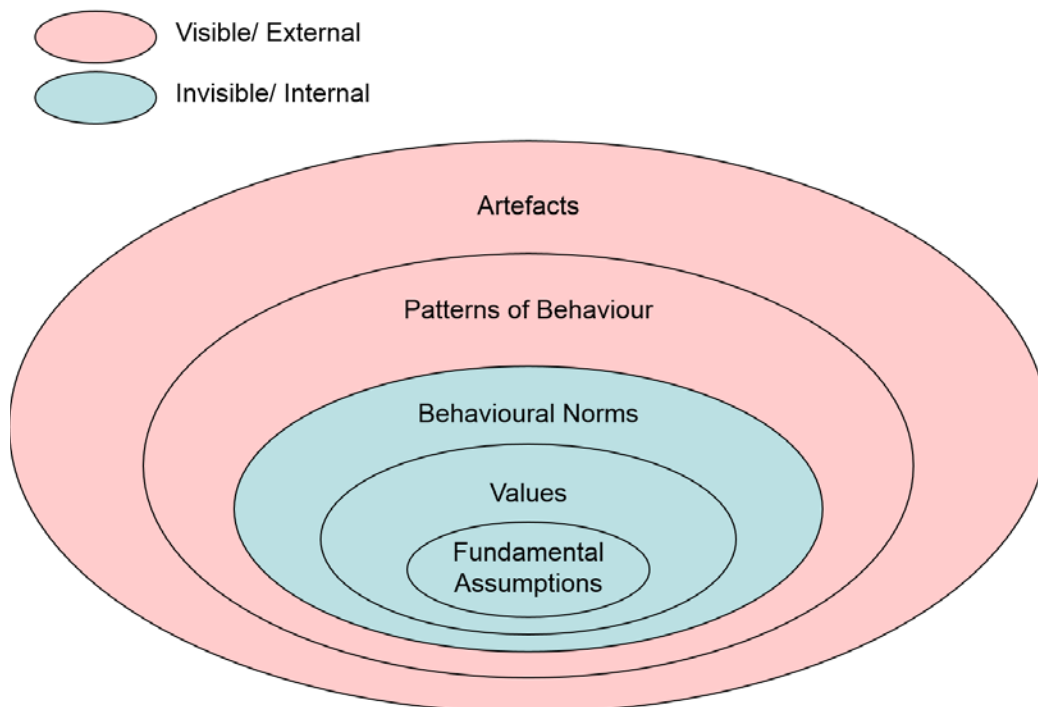 Visible/ External
Invisible/ Internal
Artefacts
Patterns of Behaviour
Behavioural Norms
Values
Fundamental
Assumptions